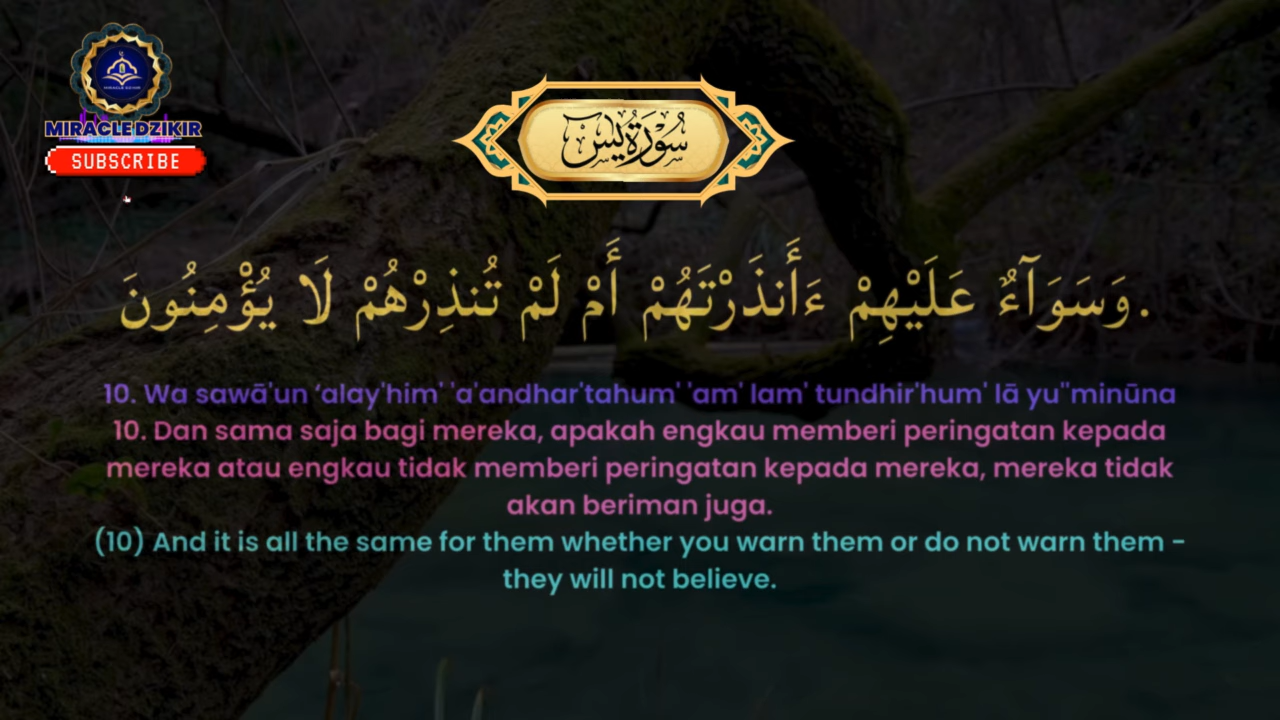 MIRACLE DZIKIR
MIRACLEDZIKIR
SUBSCRIBE
سُورَةُ يس
وَسَوَآءٌ عَلَيْهِمْ ءَأَنذَرْتَهُمْ أَمْ لَمْ تُنذِرْهُمْ لَا يُؤْمِنُونَ.
10. Wa sawā'un ‘alay'him' 'a'andhar'tahum' 'am' lam' tundhir'hum' lā yu''minūna
10. Dan sama saja bagi mereka, apakah engkau memberi peringatan kepada
mereka atau engkau tidak memberi peringatan kepada mereka, mereka tidak
akan beriman juga.
(10) And it is all the same for them whether you warn them or do not warn them -
they will not believe.